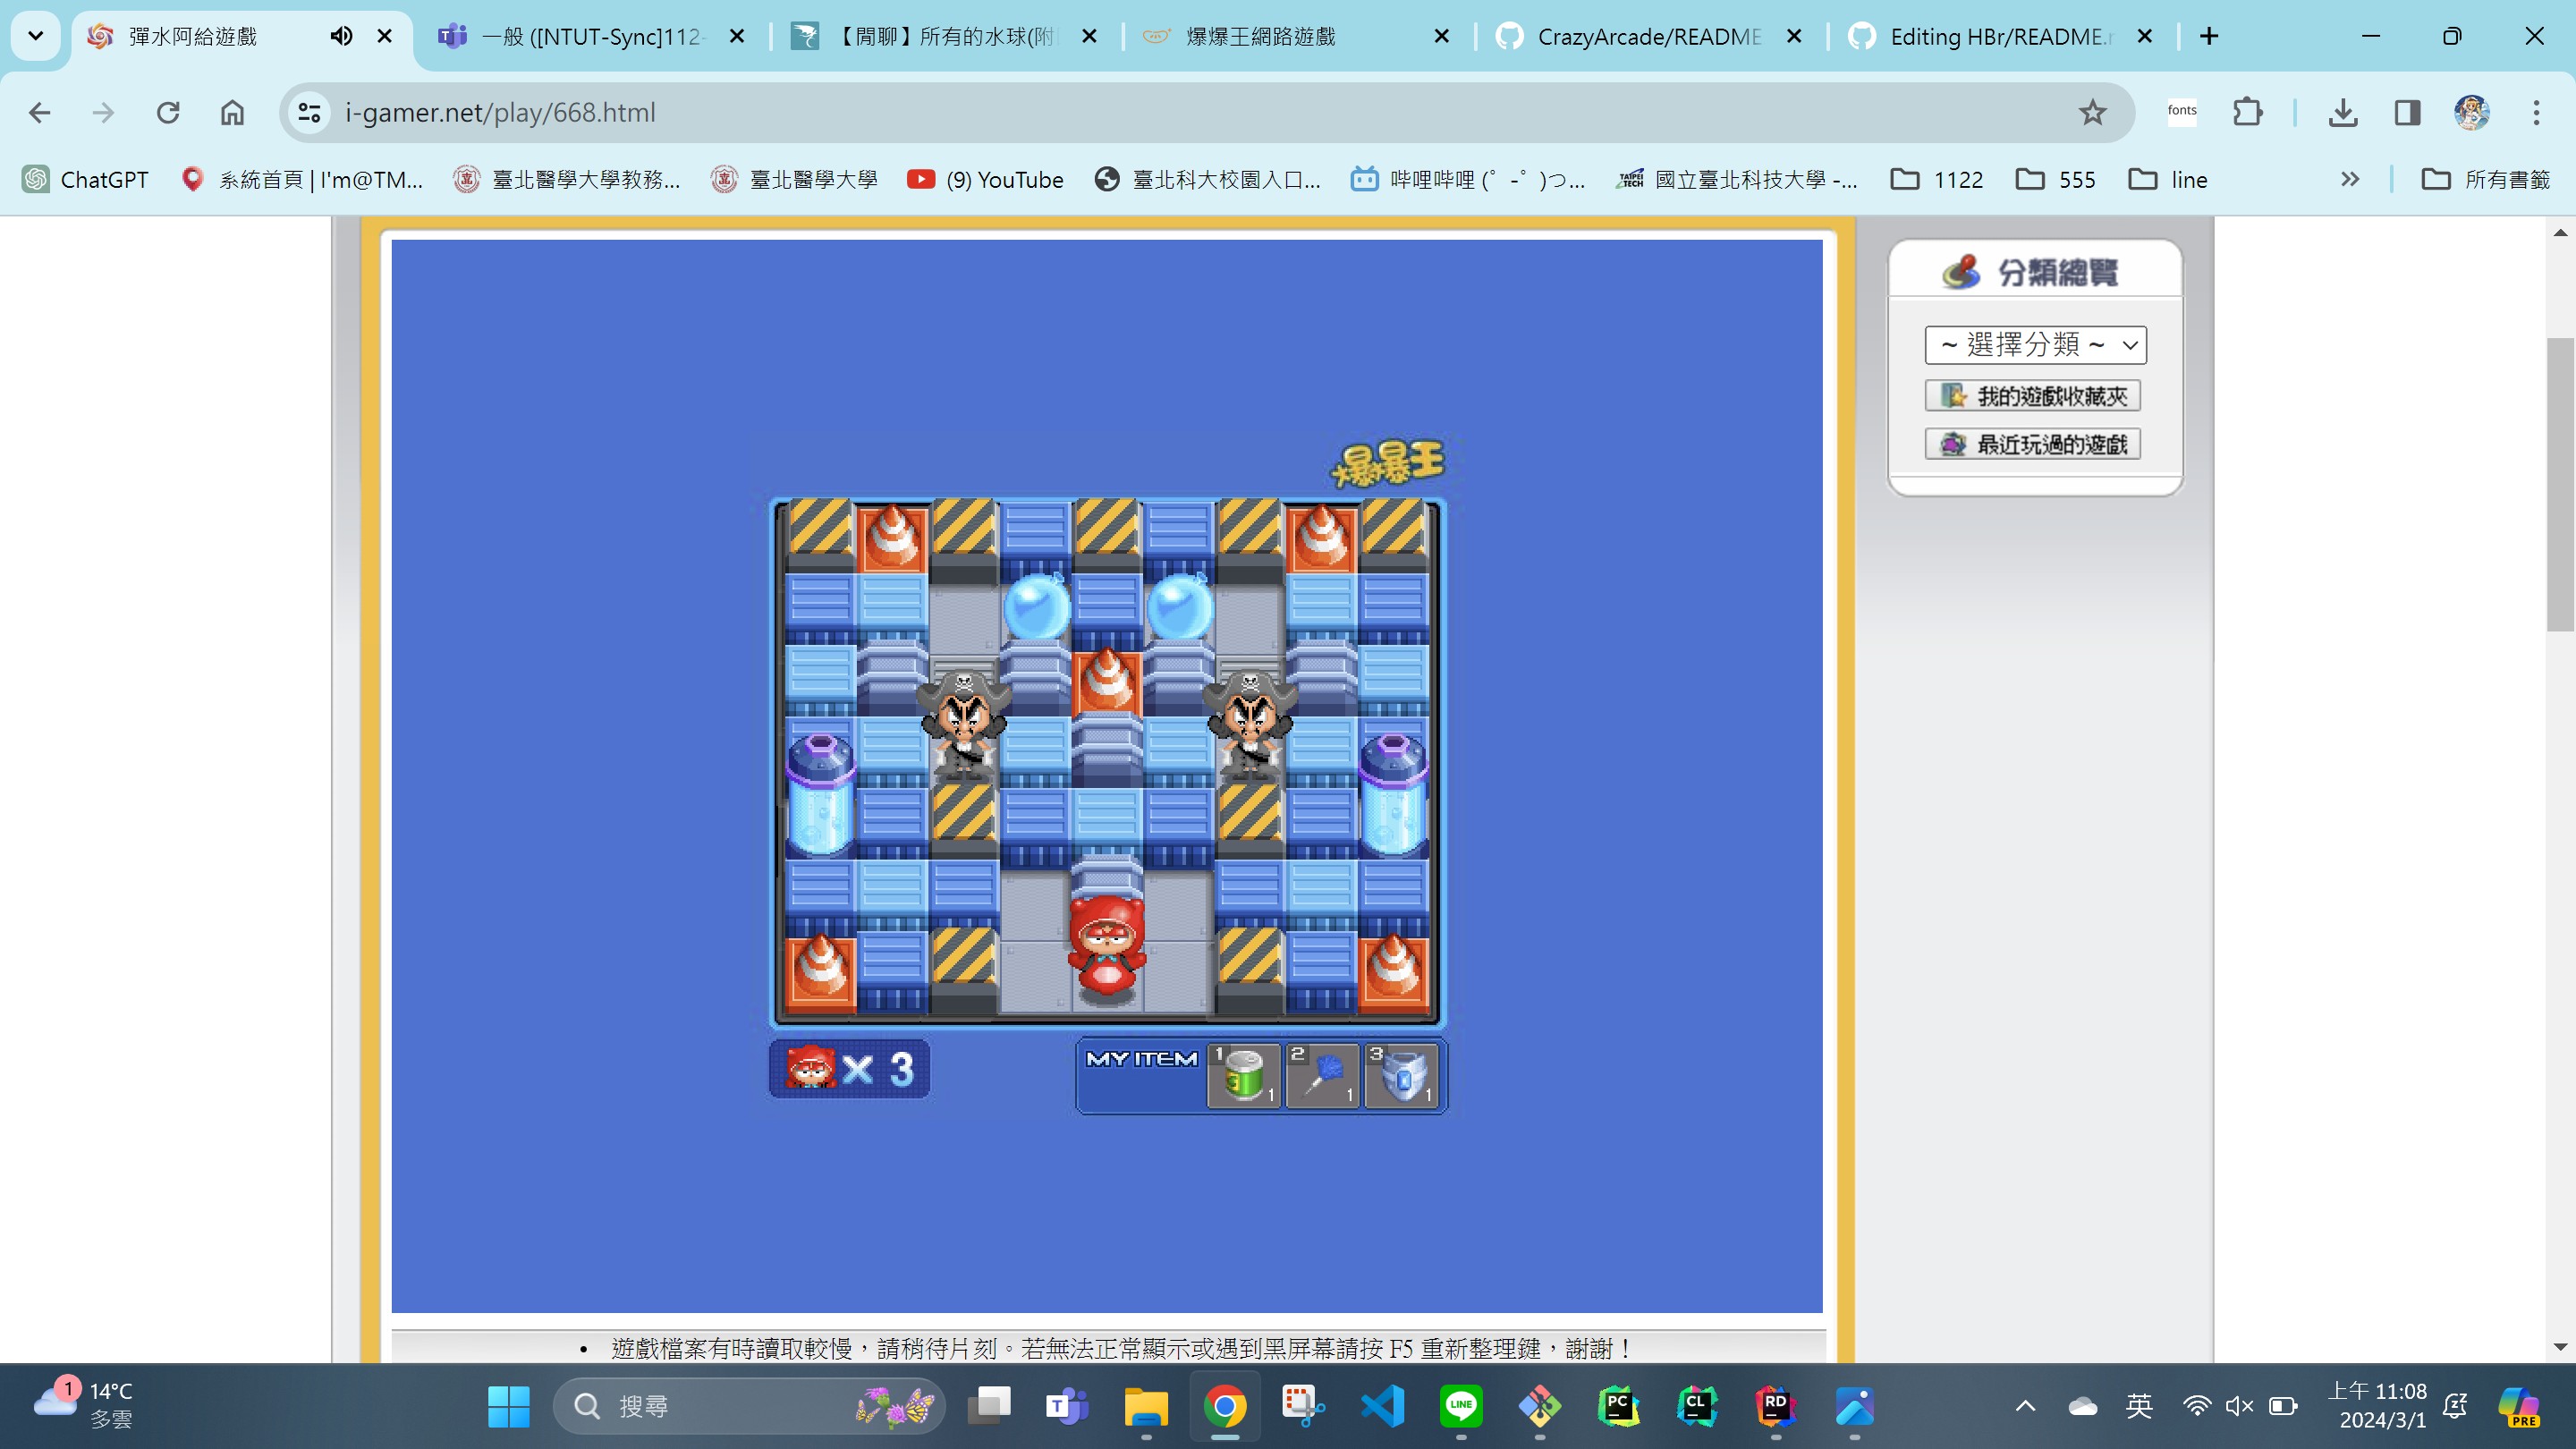 彈水阿給遊戲
一般 ([NTUT-Sync]112-
【閒聊】所有的水球(附
爆爆王網路遊戲
CrazyArcade/README
Editing HBr/README.m
i-gamer.net/play/668.html
fonts
ChatGPT
系統首頁 | I'm@TM...
臺北醫學大學教務...
臺北醫學大學
(9) YouTube
臺北科大校園入口...
哔哩哔哩 (゜-゜)つ...
TAIPEI TECH
國立臺北科技大學 -...
1122
555
line
所有書籤
分類總覽
~ 選擇分類 ~
我的遊戲收藏夾
最近玩過的遊戲
爆爆王
X 3
MY ITEM
1 1
2 1
3 1
• 遊戲檔案有時讀取較慢，請稍待片刻。若無法正常顯示或遇到黑屏幕請按 F5 重新整理鍵，謝謝！
1
14°C
多雲
搜尋
T
LINE
PC
CL
RD
英
上午 11:08
2024/3/1
PRE